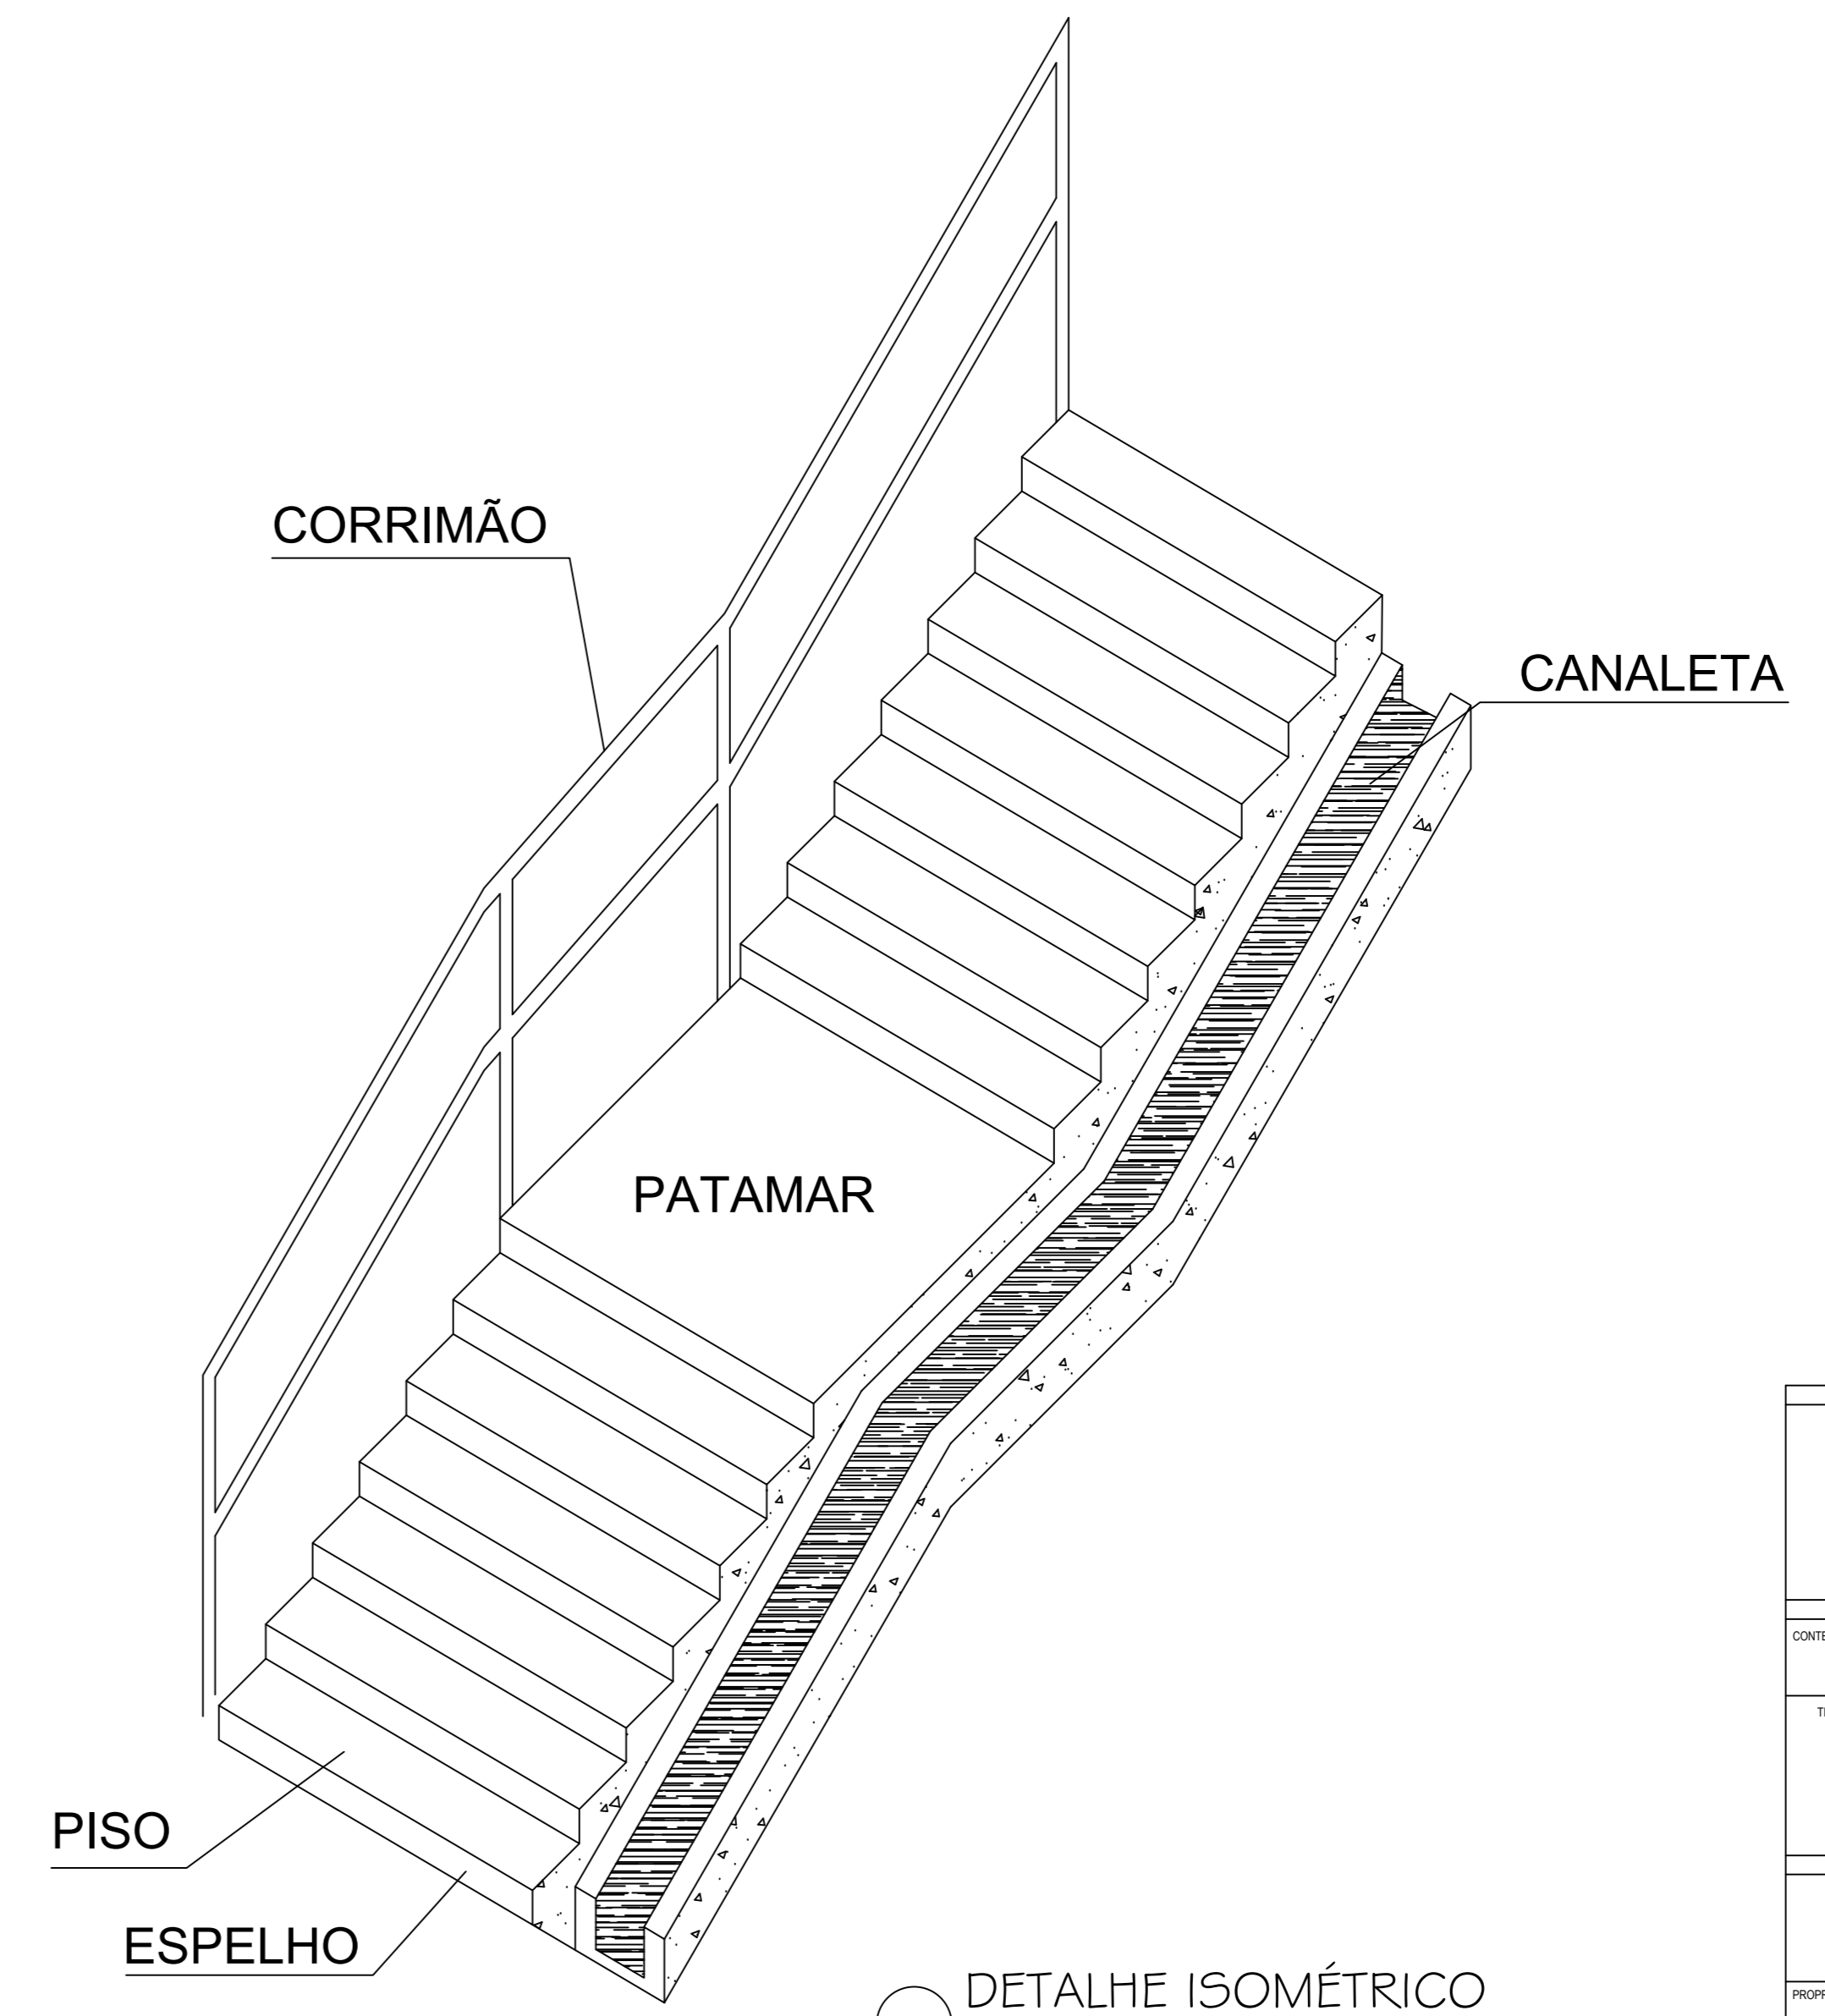 CORRIMÃO
CANALETA
PATAMAR
PISO
ESPELHO
DETALHE ISOMÉTRICO